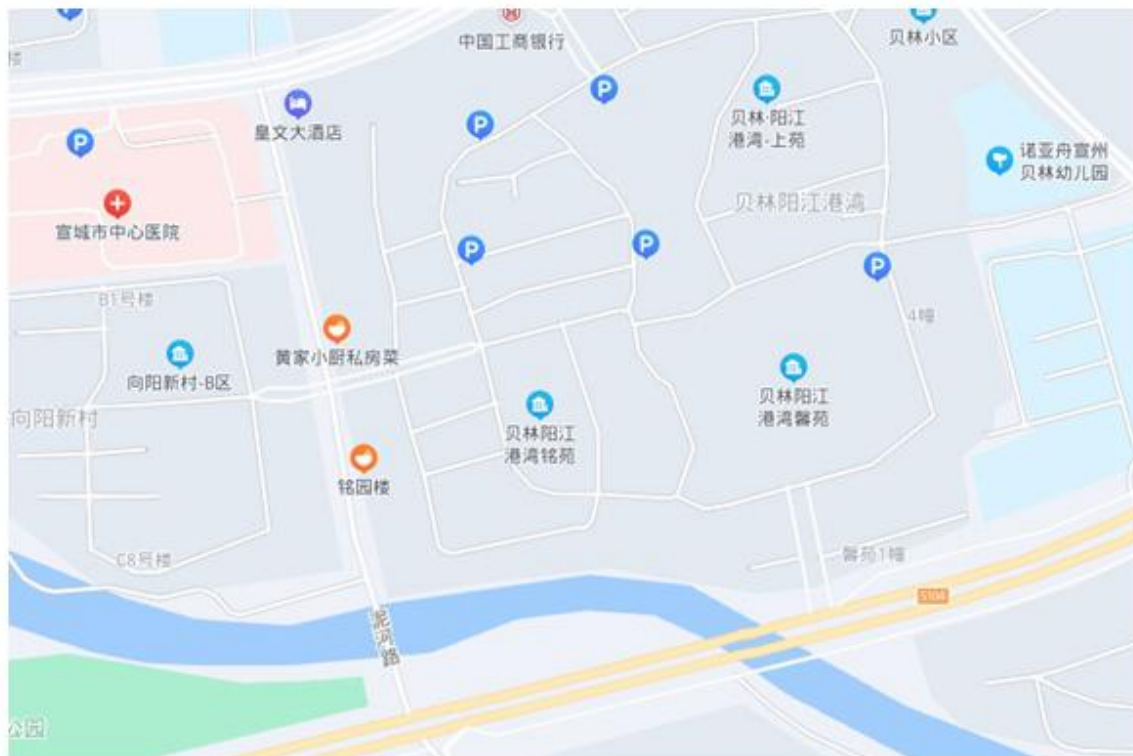 楼
中国工商银行
贝林小区
皇文大酒店
贝林·阳江
港湾-上苑
诺亚舟宣州
贝林幼儿园
P
P
P
宣城市中心医院
贝林阳江港湾
P
P
P
B1号楼
4幢
黄家小厨私房菜
向阳新村-B区
向阳新村
贝林阳江
港湾馨苑
贝林阳江
港湾铭苑
铭园楼
C8号楼
馨苑1幢
S104
泥河路
公园